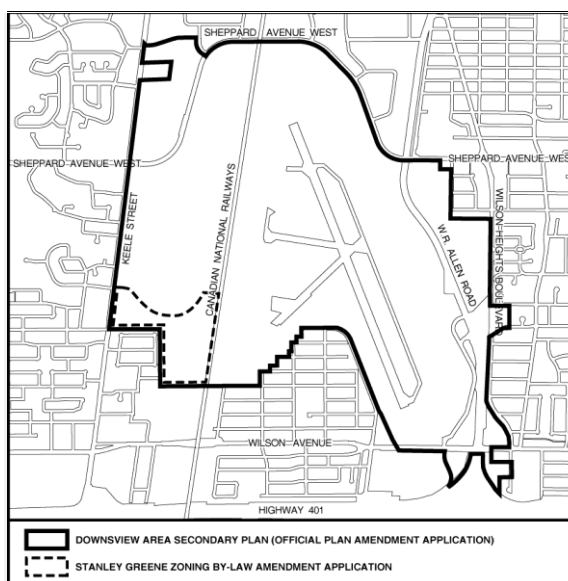 SHEPPARD AVENUE WEST
SHEPPARD AVENUE WEST
SHEPPARD AVENUE WEST
KEELE STREET
CANADIAN NATIONAL RAILWAYS
W.R. ALLEN ROAD
WILSON HEIGHTS BOULEVARD
WILSON AVENUE
HIGHWAY 401
DOWNSVIEW AREA SECONDARY PLAN (OFFICIAL PLAN AMENDMENT APPLICATION)
STANLEY GREENE ZONING BY-LAW AMENDMENT APPLICATION